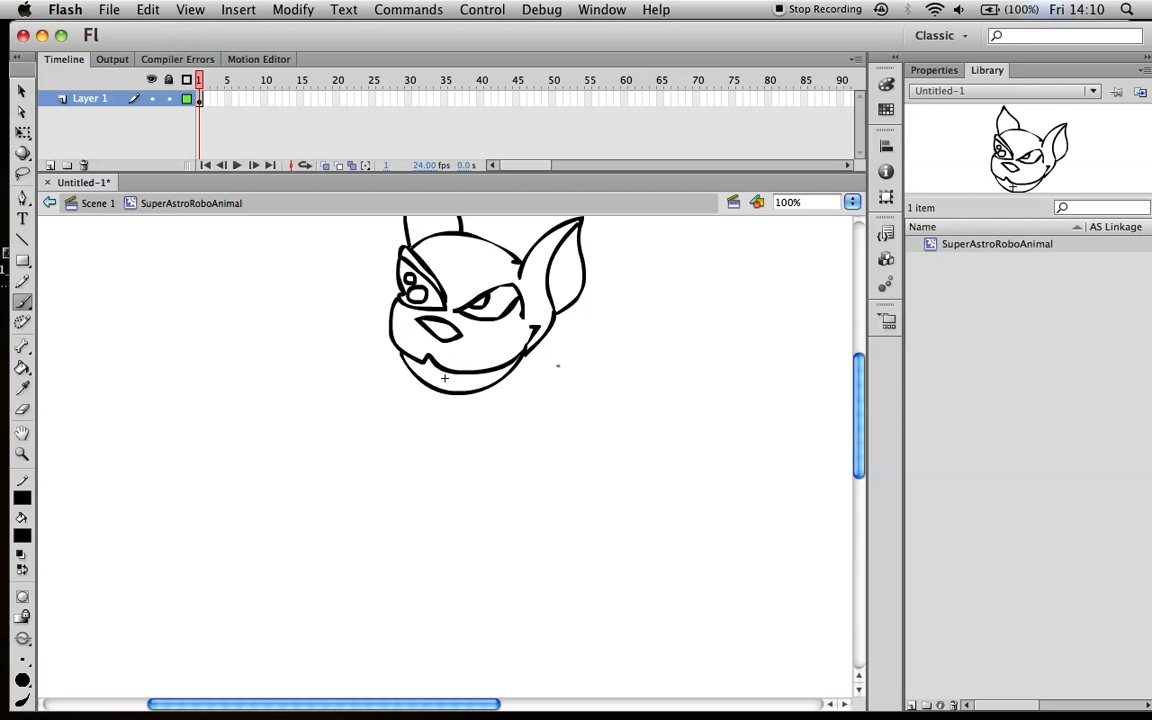 Flash File Edit View Insert Modify Text Commands Control Debug Window Help Stop Recording (100%) Fri 14:10
Fl Classic
Timeline Output Compiler Errors Motion Editor
Properties Library
1 5 10 15 20 25 30 35 40 45 50 55 60 65 70 75 80 85 90
Untitled-1
Layer 1
1 24.00 fps 0.0 s
Untitled-1*
Scene 1 SuperAstroRoboAnimal 100%
1 item
Name AS Linkage
SuperAstroRoboAnimal